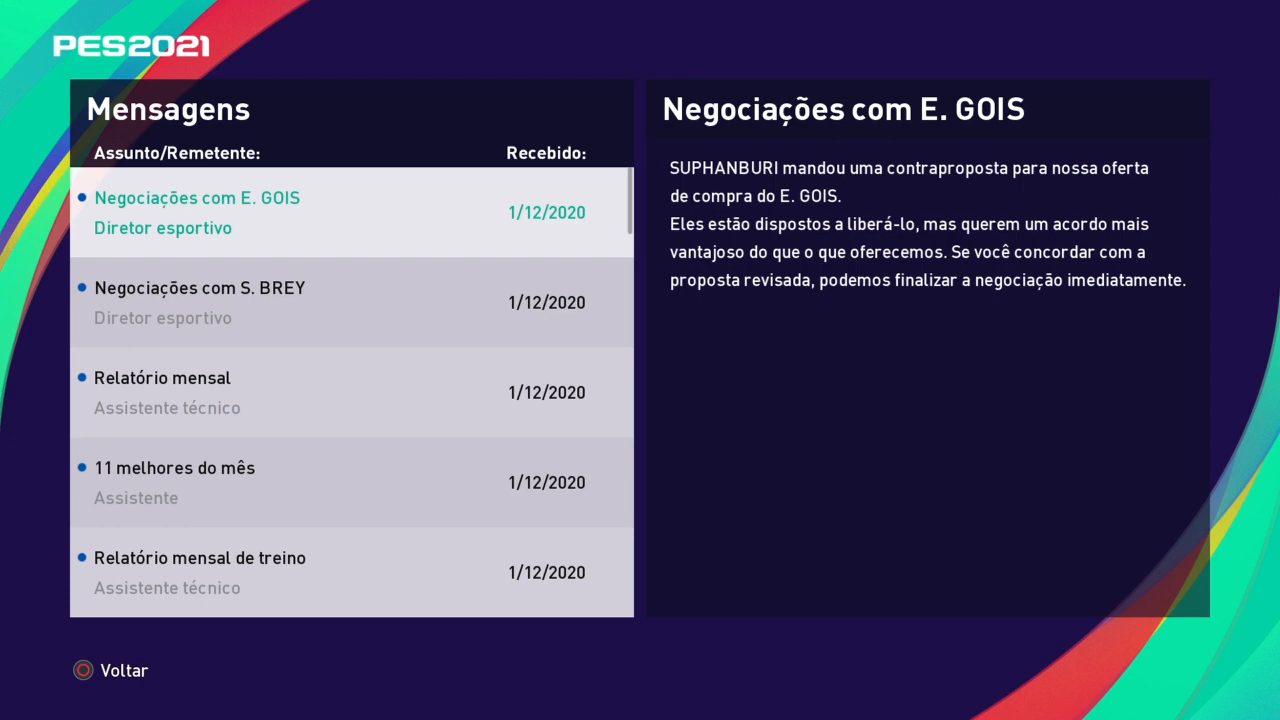 PES2021
Mensagens
Assunto/Remetente:
Recebido:
Negociações com E. GOIS
Diretor esportivo
1/12/2020
Negociações com S. BREY
Diretor esportivo
1/12/2020
Relatório mensal
Assistente técnico
1/12/2020
11 melhores do mês
Assistente
1/12/2020
Relatório mensal de treino
Assistente técnico
1/12/2020
Negociações com E. GOIS
SUPHANBURI mandou uma contraproposta para nossa oferta
de compra do E. GOIS.
Eles estão dispostos a liberá-lo, mas querem um acordo mais
vantajoso do que o que oferecemos. Se você concordar com a
proposta revisada, podemos finalizar a negociação imediatamente.
Voltar